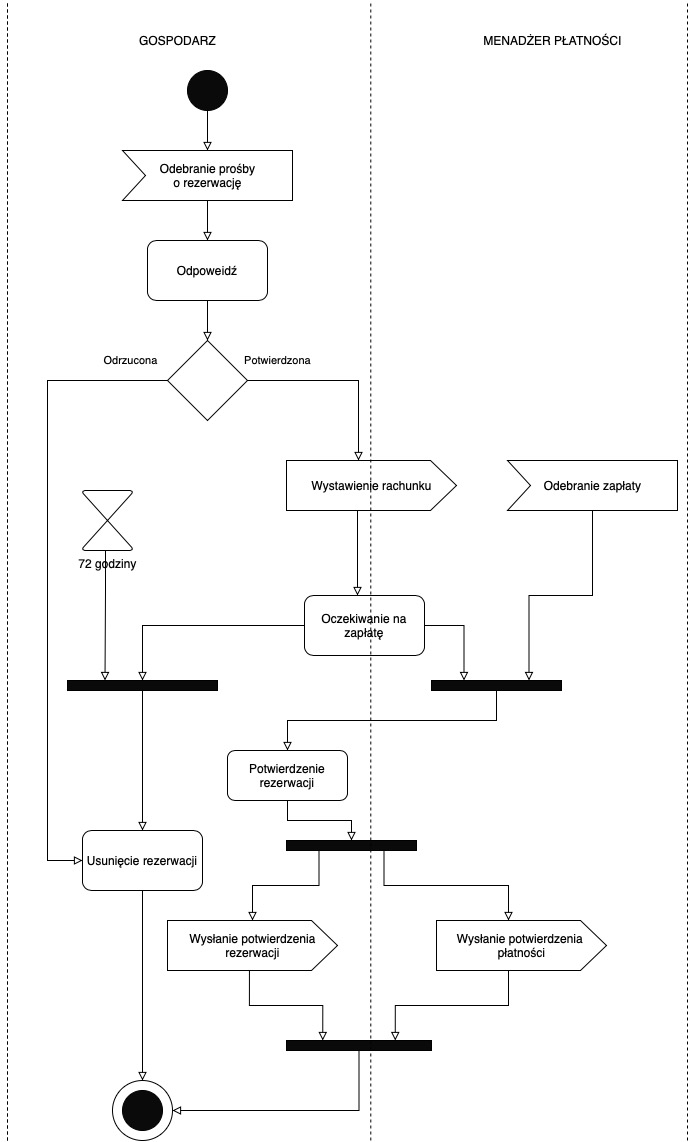 GOSPODARZ
MENADŻER PŁATNOŚCI
Odebranie prośby
o rezerwację
Odpoweidź
Odrzucona
Potwierdzona
Wystawienie rachunku
Odebranie zapłaty
72 godziny
Oczekiwanie na
zapłatę
Potwierdzenie
rezerwacji
Usunięcie rezerwacji
Wysłanie potwierdzenia
rezerwacji
Wysłanie potwierdzenia
płatności